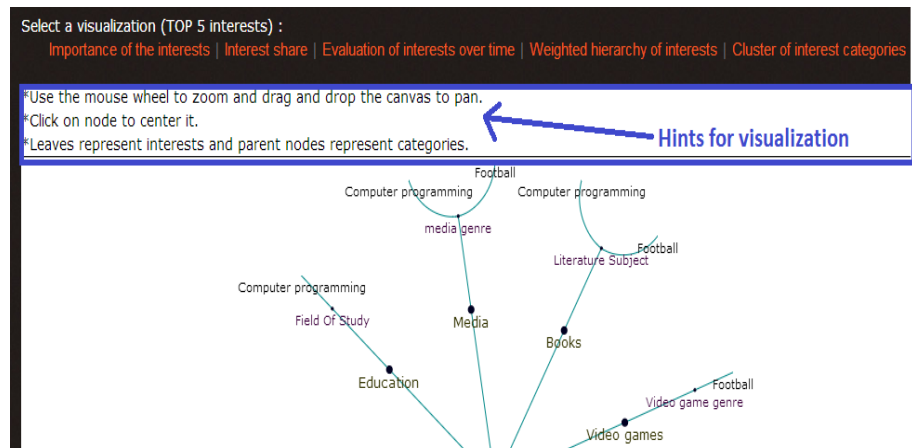 Select a visualization (TOP 5 interests) :
Importance of the interests | Interest share | Evaluation of interests over time | Weighted hierarchy of interests | Cluster of interest categories
*Use the mouse wheel to zoom and drag and drop the canvas to pan.
*Click on node to center it.
*Leaves represent interests and parent nodes represent categories.
Hints for visualization
Football
Computer programming
Computer programming
media genre
Football
Literature Subject
Computer programming
Field Of Study
Media
Books
Education
Football
Video game genre
Video games